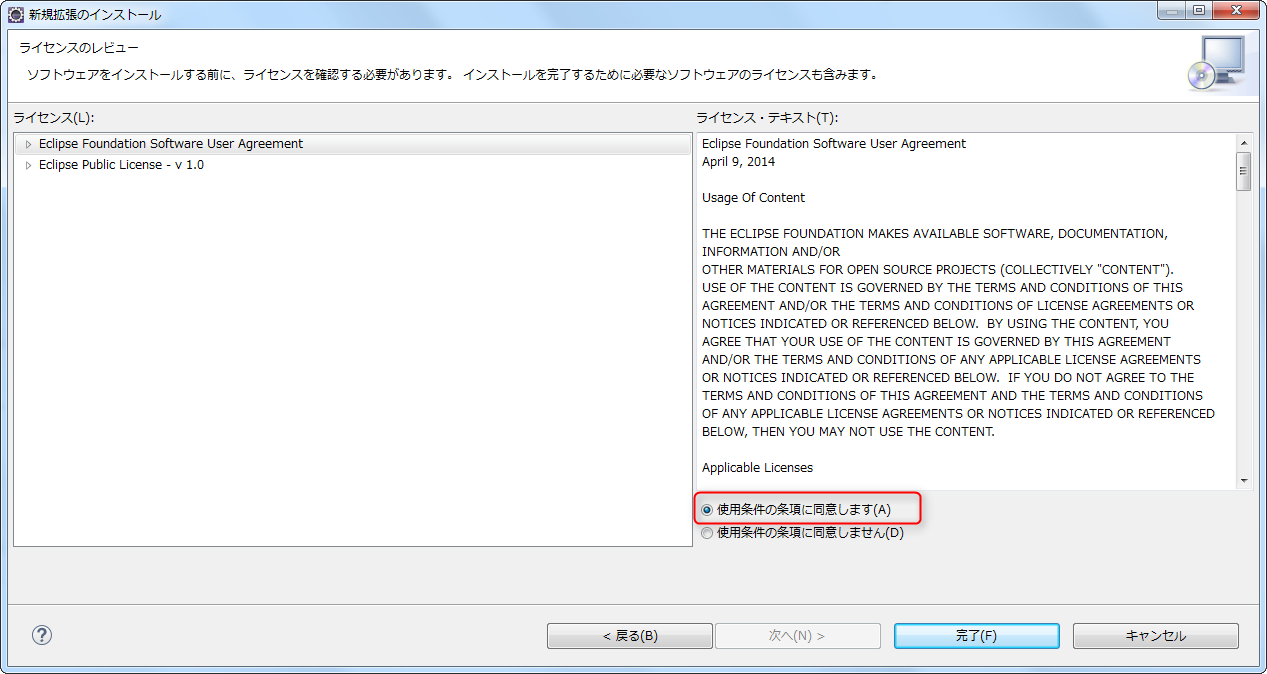 新規拡張のインストール
ライセンスのレビュー
ソフトウェアをインストールする前に、ライセンスを確認する必要があります。 インストールを完了するために必要なソフトウェアのライセンスも含みます。
ライセンス(L):
Eclipse Foundation Software User Agreement
Eclipse Public License - v 1.0
ライセンス・テキスト(T):
Eclipse Foundation Software User Agreement
April 9, 2014
Usage Of Content
THE ECLIPSE FOUNDATION MAKES AVAILABLE SOFTWARE, DOCUMENTATION,
INFORMATION AND/OR
OTHER MATERIALS FOR OPEN SOURCE PROJECTS (COLLECTIVELY "CONTENT").
USE OF THE CONTENT IS GOVERNED BY THE TERMS AND CONDITIONS OF THIS
AGREEMENT AND/OR THE TERMS AND CONDITIONS OF LICENSE AGREEMENTS OR
NOTICES INDICATED OR REFERENCED BELOW.  BY USING THE CONTENT, YOU
AGREE THAT YOUR USE OF THE CONTENT IS GOVERNED BY THIS AGREEMENT
AND/OR THE TERMS AND CONDITIONS OF ANY APPLICABLE LICENSE AGREEMENTS
OR NOTICES INDICATED OR REFERENCED BELOW.  IF YOU DO NOT AGREE TO THE
TERMS AND CONDITIONS OF THIS AGREEMENT AND THE TERMS AND CONDITIONS
OF ANY APPLICABLE LICENSE AGREEMENTS OR NOTICES INDICATED OR REFERENCED
BELOW, THEN YOU MAY NOT USE THE CONTENT.
Applicable Licenses
使用条件の条項に同意します(A)
使用条件の条項に同意しません(D)
?
< 戻る(B)
次へ(N) >
完了(F)
キャンセル